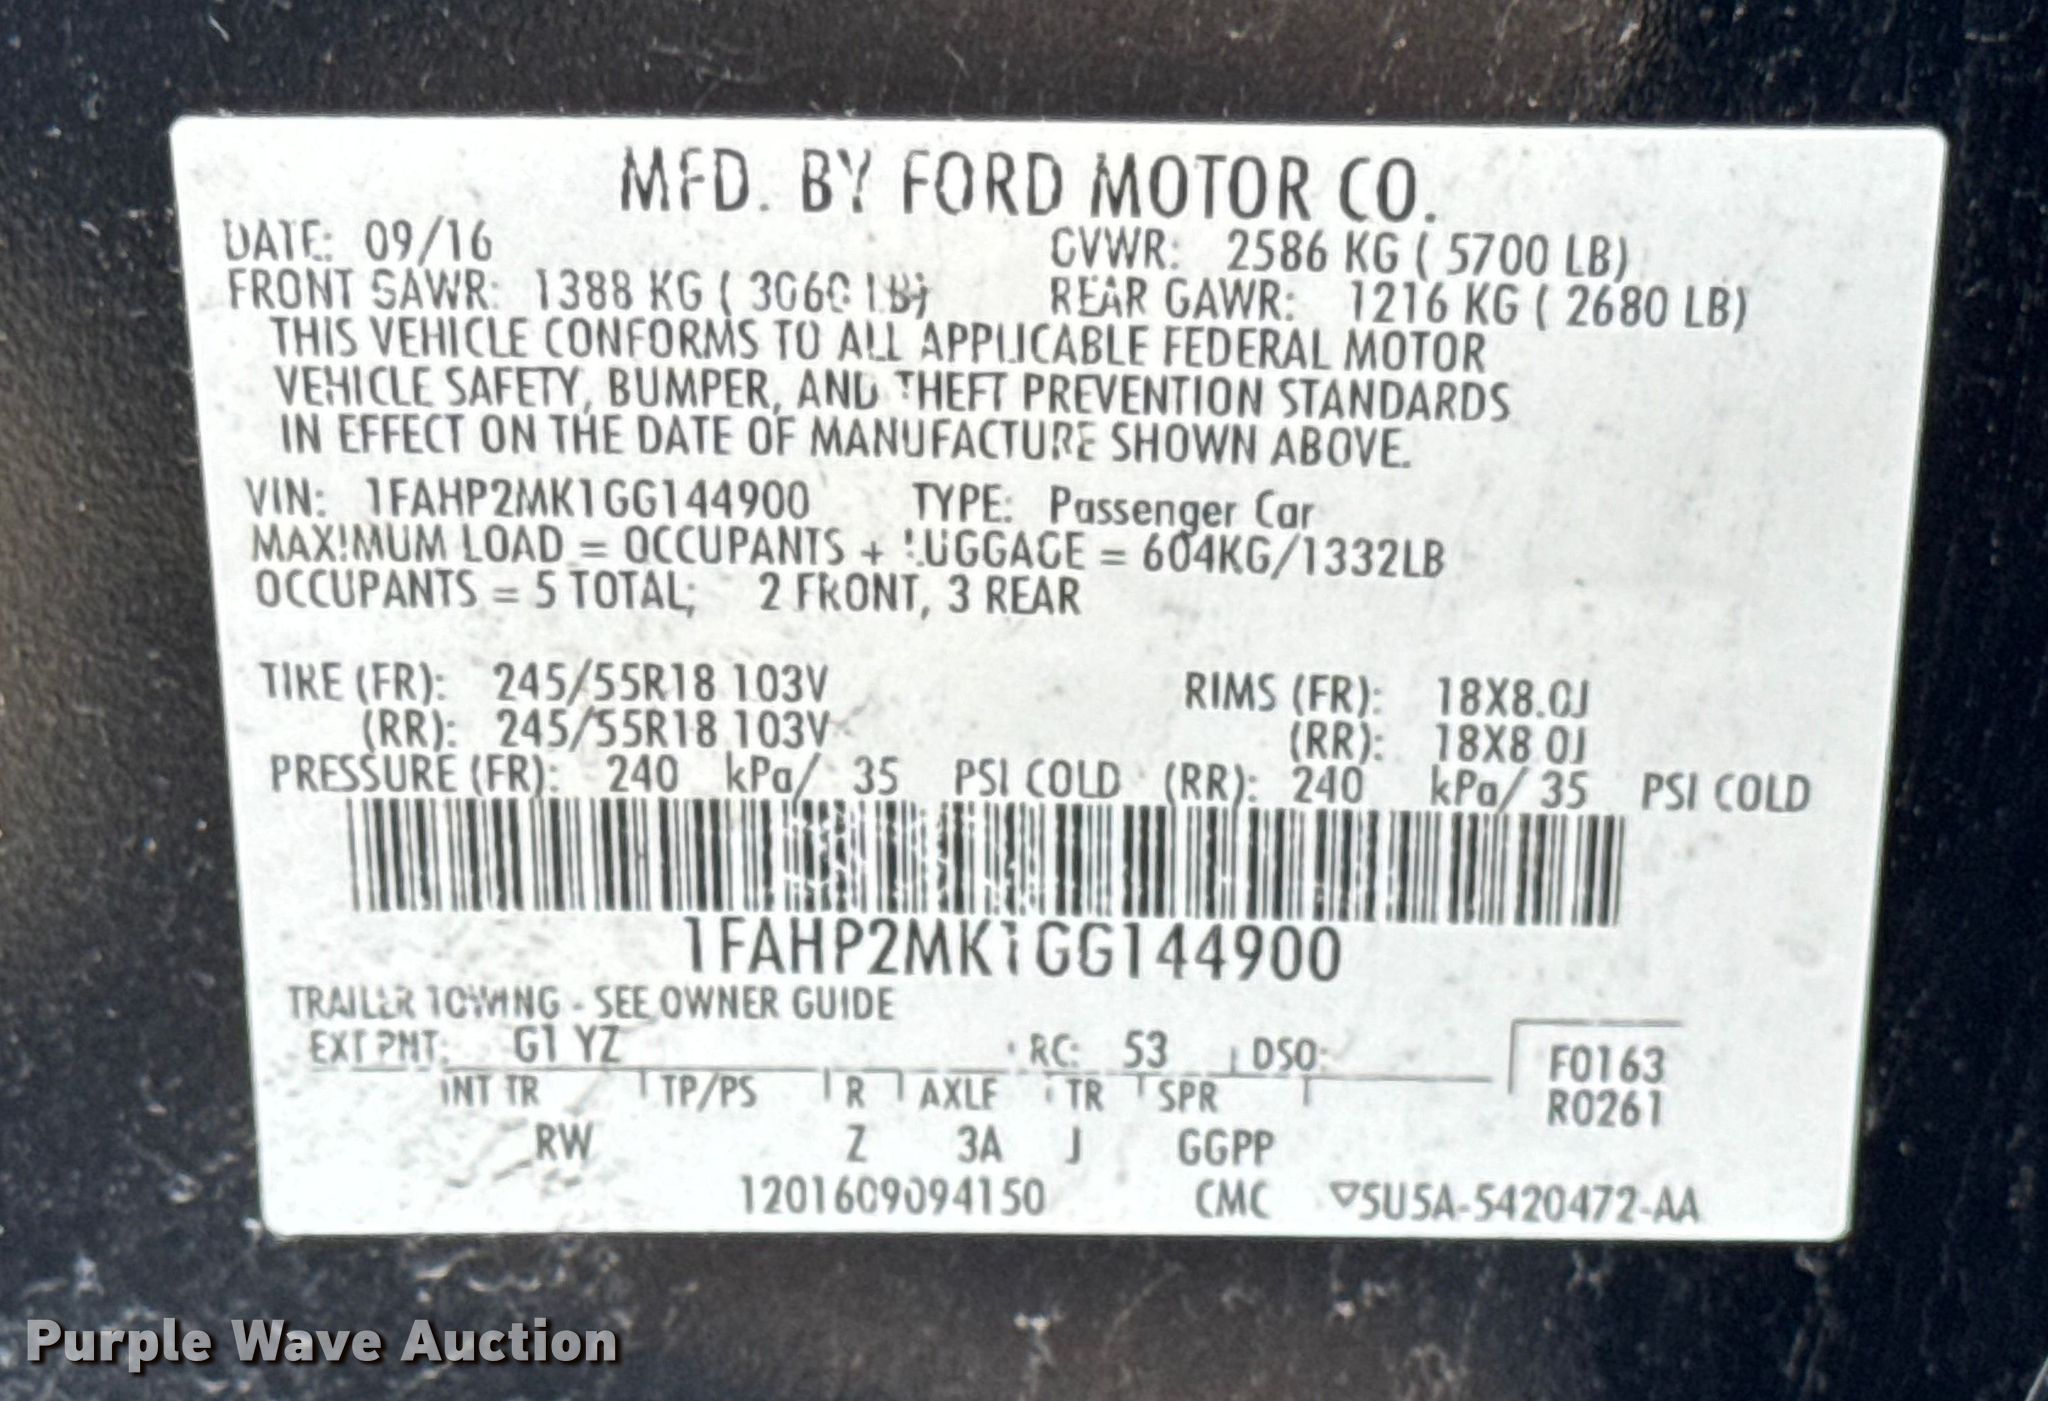 MFD. BY FORD MOTOR CO.
DATE: 09/16 GVWR: 2586 KG ( 5700 LB)
FRONT GAWR: 1388 KG ( 3060 LB) REAR GAWR: 1216 KG ( 2680 LB)
THIS VEHICLE CONFORMS TO ALL APPLICABLE FEDERAL MOTOR
VEHICLE SAFETY, BUMPER, AND THEFT PREVENTION STANDARDS
IN EFFECT ON THE DATE OF MANUFACTURE SHOWN ABOVE.
VIN: 1FAHP2MK1GG144900 TYPE: Passenger Car
MAXIMUM LOAD = OCCUPANTS + LUGGAGE = 604KG/1332LB
OCCUPANTS = 5 TOTAL; 2 FRONT, 3 REAR
TIRE (FR): 245/55R18 103V RIMS (FR): 18X8.0J
(RR): 245/55R18 103V (RR): 18X8.0J
PRESSURE (FR): 240 kPa/ 35 PSI COLD (RR): 240 kPa/ 35 PSI COLD
1FAHP2MK1GG144900
TRAILER TOWING - SEE OWNER GUIDE
EXT PNT: G1 YZ RC: 53 DSO: F0163
INT TR TP/PS R AXLE TR SPR R0261
RW Z 3A J GGPP
1201609094150 CMC ▽5U5A-5420472-AA
Purple Wave Auction